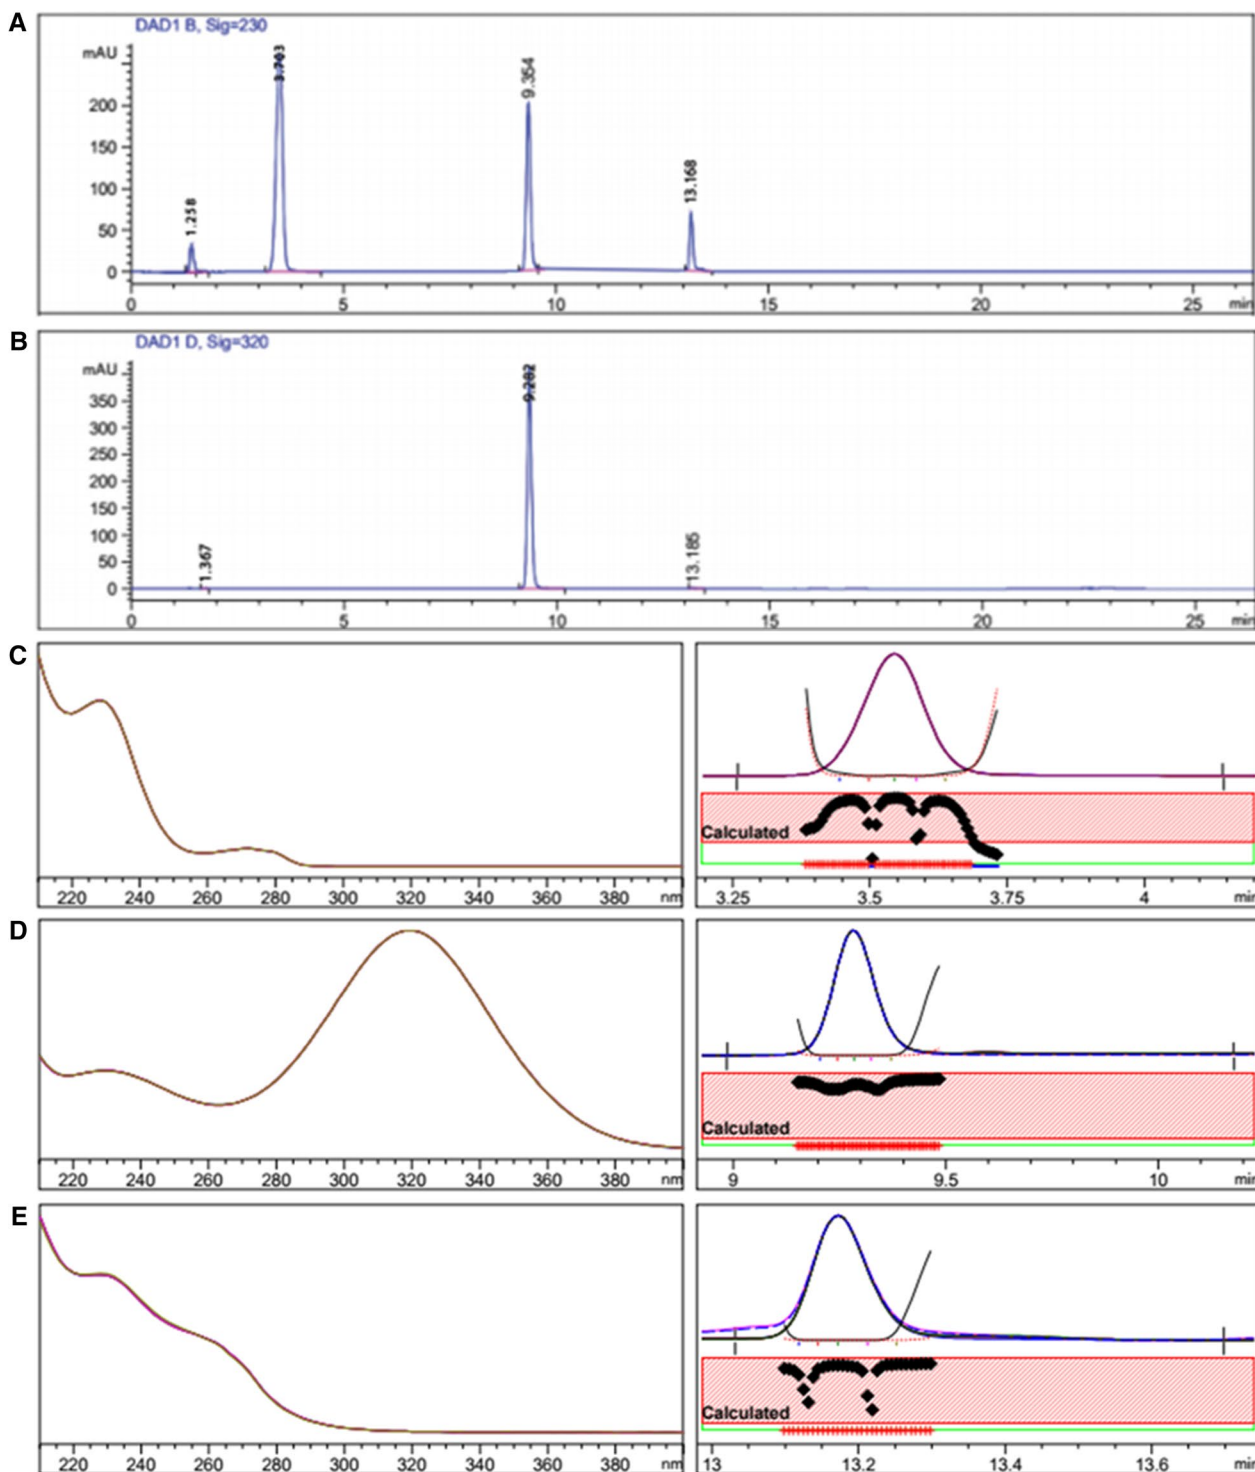 A
DAD1 B, Sig=230
mAU
3.703
9.354
13.168
1.258
200
150
100
50
0
0 5 10 15 20 25 min
B
DAD1 D, Sig=320
mAU
9.282
350
300
250
200
150
100
50
0
1.367
13.185
0 5 10 15 20 25 min
C
Calculated
220 240 260 280 300 320 340 360 380 nm
3.25 3.5 3.75 4 min
D
Calculated
220 240 260 280 300 320 340 360 380 nm
9 9.5 10 min
E
Calculated
220 240 260 280 300 320 340 360 380 nm
13 13.2 13.4 13.6 min